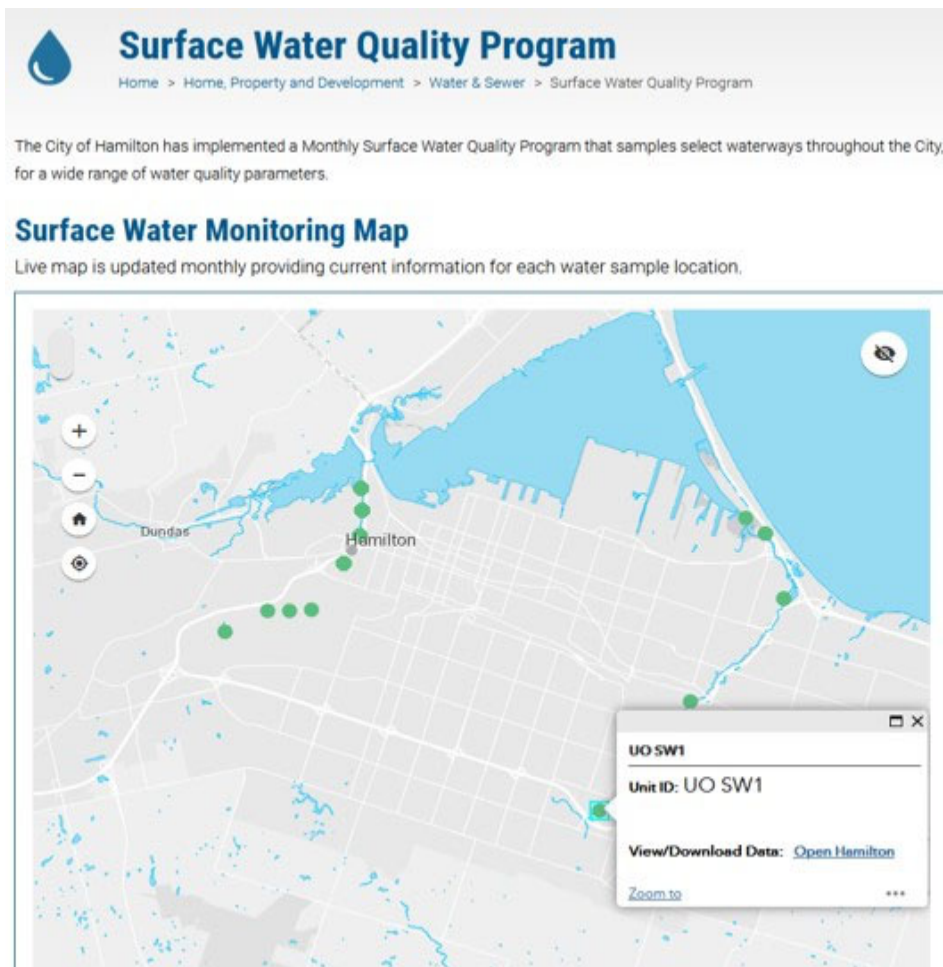 Surface Water Quality Program
Home > Home, Property and Development > Water & Sewer > Surface Water Quality Program
The City of Hamilton has implemented a Monthly Surface Water Quality Program that samples select waterways throughout the City,
for a wide range of water quality parameters.
Surface Water Monitoring Map
Live map is updated monthly providing current information for each water sample location.
+
−
Dundas
Hamilton
UO SW1
Unit ID: UO SW1
View/Download Data: Open Hamilton
Zoom to